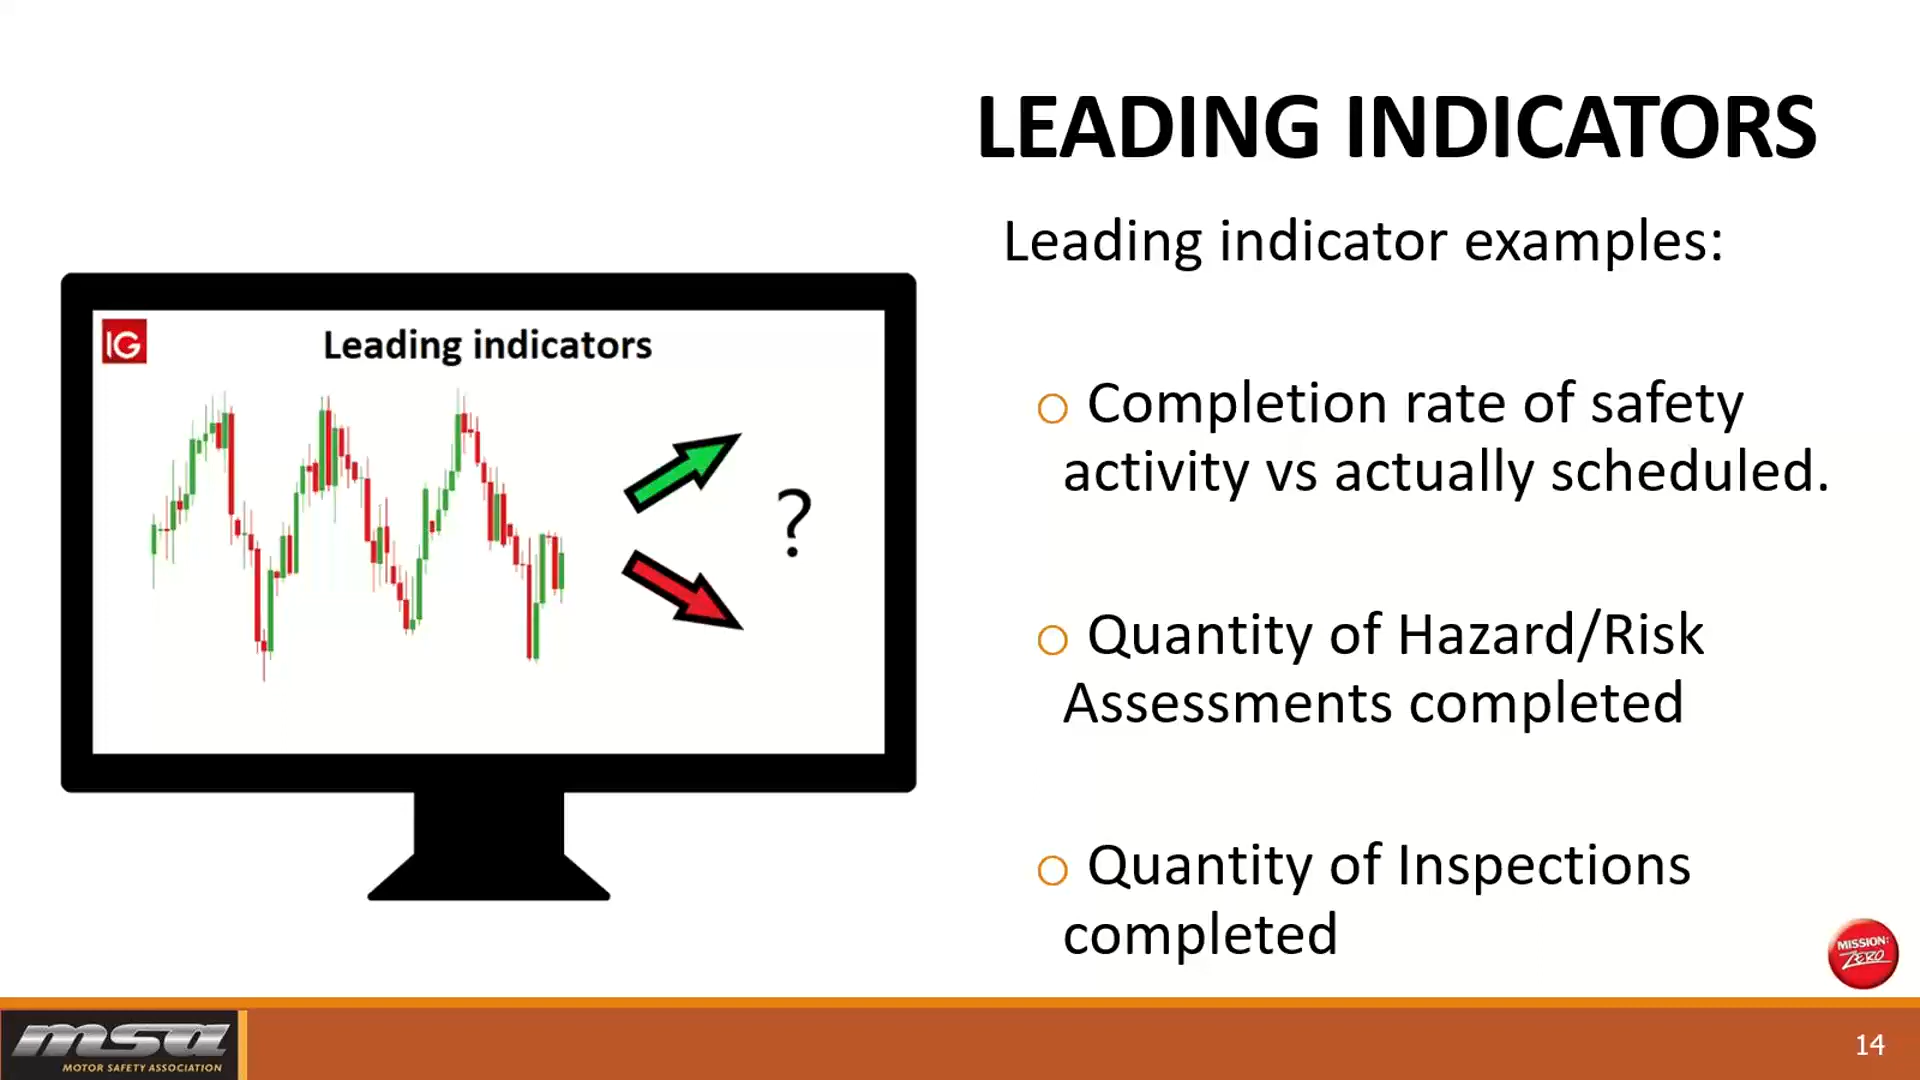 LEADING INDICATORS
Leading indicator examples:
IG
Leading indicators
?
o Completion rate of safety
activity vs actually scheduled.
o Quantity of Hazard/Risk
Assessments completed
o Quantity of Inspections
completed
MISSION:
ZERO
msa
MOTOR SAFETY ASSOCIATION
14